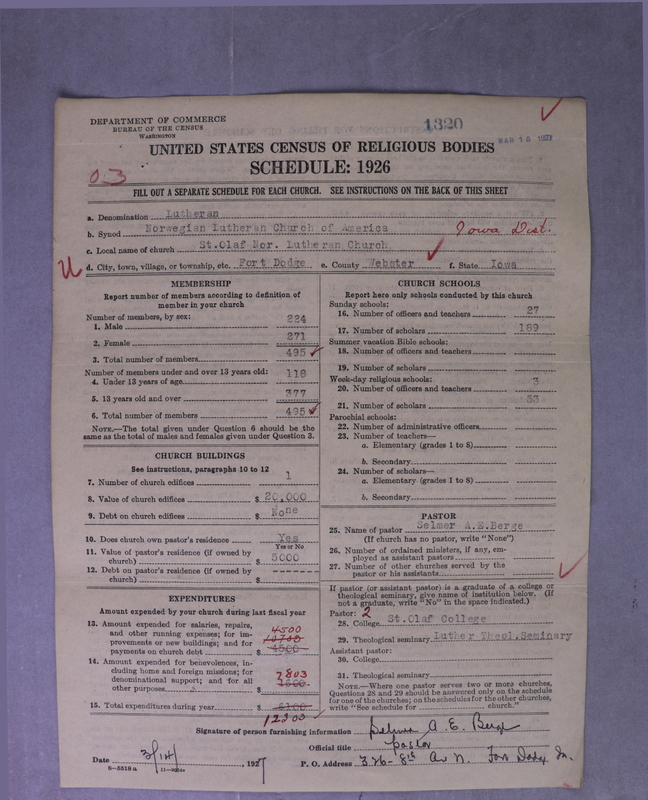 DEPARTMENT OF COMMERCE
BUREAU OF THE CENSUS
WASHINGTON
1320
MAR 16 1927
UNITED STATES CENSUS OF RELIGIOUS BODIES
SCHEDULE: 1926
03
FILL OUT A SEPARATE SCHEDULE FOR EACH CHURCH. SEE INSTRUCTIONS ON THE BACK OF THIS SHEET
a. Denomination Lutheran
b. Synod Norwegian Lutheran Church of America Iowa Dist.
c. Local name of church St.Olaf Nor. Lutheran Church
U d. City, town, village, or township, etc. Fort Dodge e. County Webster f. State Iowa
MEMBERSHIP
Report number of members according to definition of
member in your church
Number of members, by sex:
1. Male 224
2. Female 271
3. Total number of members 495
Number of members under and over 13 years old:
4. Under 13 years of age 118
5. 13 years old and over 377
6. Total number of members 495
NOTE.—The total given under Question 6 should be
same as the total of males and females given under Question 3.
CHURCH BUILDINGS
See instructions, paragraphs 10 to 12
7. Number of church edifices 1
8. Value of church edifices $ 20,000
9. Debt on church edifices $ None
10. Does church own pastor's residence? Yes
Yes or No
11. Value of pastor's residence (if owned by
church) $ 5000
12. Debt on pastor's residence (if owned by
church) $ -------
EXPENDITURES
Amount expended by your church during last fiscal year
13. Amount expended for salaries, repairs,
and other running expenses; for im-
provements or new buildings; and for
payments on church debt $ 4500
4500
14. Amount expended for benevolences, in-
cluding home and foreign missions; for
denominational support; and for all
other purposes $ 7803
15. Total expenditures during year $
12303
CHURCH SCHOOLS
Report here only schools conducted by this church
Sunday schools:
16. Number of officers and teachers 27
17. Number of scholars 189
Summer vacation Bible schools:
18. Number of officers and teachers
19. Number of scholars
Week-day religious schools:
20. Number of officers and teachers 3
21. Number of scholars 53
Parochial schools:
22. Number of administrative officers
23. Number of teachers—
a. Elementary (grades 1 to 8)
b. Secondary
24. Number of scholars—
a. Elementary (grades 1 to 8)
b. Secondary
PASTOR
25. Name of pastor Selmer A.E.Berge
(If church has no pastor, write "None")
26. Number of ordained ministers, if any, em-
ployed as assistant pastors
27. Number of other churches served by the
pastor or his assistants
If pastor (or assistant pastor) is a graduate of a college or
theological seminary, give name of institution below. (If
not a graduate, write "No" in the space indicated.)
Pastor: 2
28. College St.Olaf College
29. Theological seminary Luther Theol.Seminary
Assistant pastor:
30. College
31. Theological seminary
NOTE.—Where one pastor serves two or more churches,
Questions 28 and 29 should be answered only on the schedule
for one of the churches; on the schedules for the other churches,
write "See schedule for church."
Signature of person furnishing information Selmer A. E. Berge
Official title pastor
Date 3/14/, 1927 P. O. Address 326-8th Av N. Fort Dodge Ia.
8—5518 a